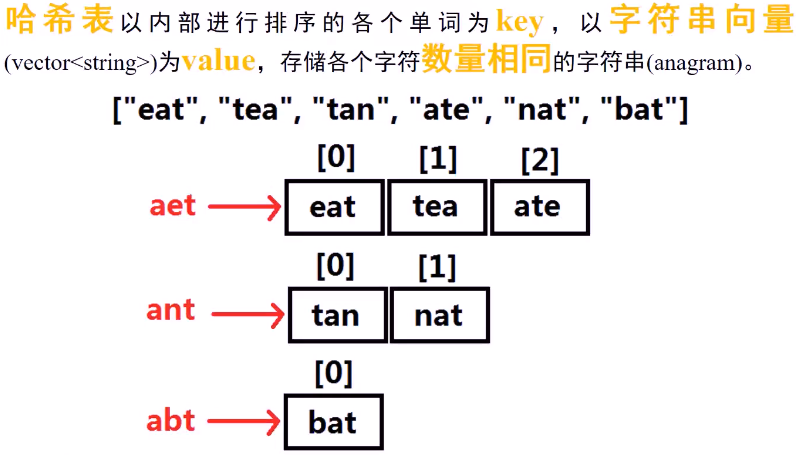 哈希表以内部进行排序的各个单词为key，以字符串向量
(vector<string>)为value，存储各个字符数量相同的字符串(anagram)。
["eat", "tea", "tan", "ate", "nat", "bat"]
[0] [1] [2]
aet eat tea ate
[0] [1]
ant tan nat
[0]
abt bat